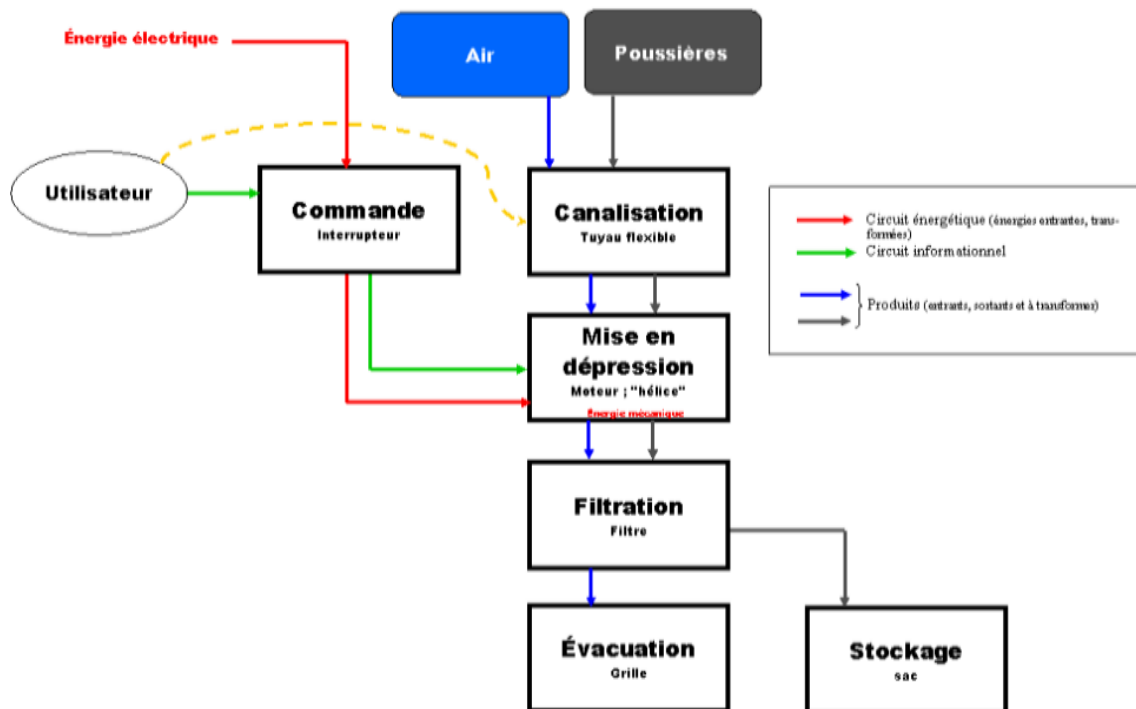 Énergie électrique
Air
Poussières
Utilisateur
Commande
Interrupteur
Canalisation
Tuyau flexible
Circuit énergétique (énergies entrantes, trans-
formées)
Circuit informationnel
Produits (entrants, sortants et à transformer)
Mise en
dépression
Moteur ; "hélice"
Énergie mécanique
Filtration
Filtre
Évacuation
Grille
Stockage
sac